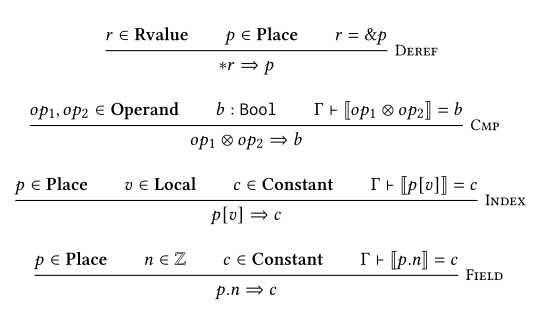 r ∈ Rvalue p ∈ Place r = &p
Deref
∗r ⇒ p
op₁, op₂ ∈ Operand b : Bool Γ ⊢ ⟦op₁ ⊗ op₂⟧ = b
Cmp
op₁ ⊗ op₂ ⇒ b
p ∈ Place v ∈ Local c ∈ Constant Γ ⊢ ⟦p[v]⟧ = c
Index
p[v] ⇒ c
p ∈ Place n ∈ ℤ c ∈ Constant Γ ⊢ ⟦p.n⟧ = c
Field
p.n ⇒ c